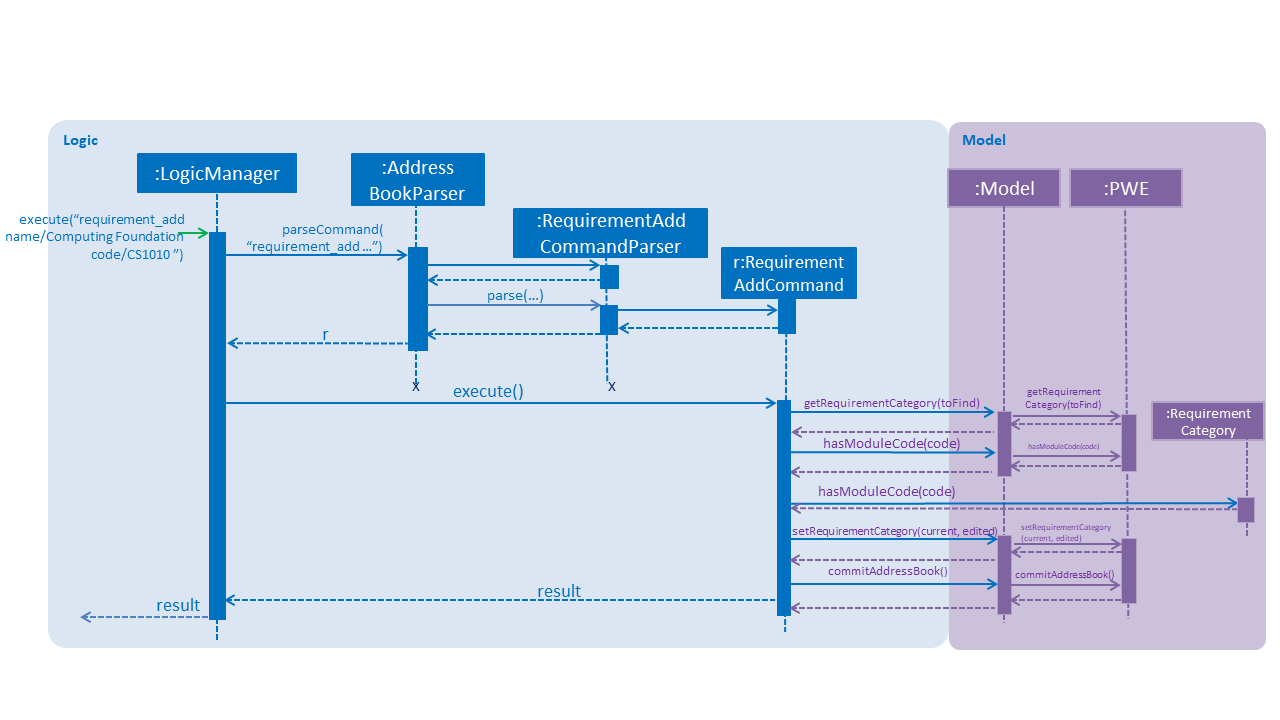 Logic
Model
:LogicManager
:Address
BookParser
:RequirementAdd
CommandParser
r:Requirement
AddCommand
:Model
:PWE
execute(“requirement_add
name/Computing Foundation
code/CS1010 ”)
parseCommand(
“requirement_add ...”)
parse(...)
r
x
x
execute()
getRequirementCategory(toFind)
getRequirement
Category(toFind)
:Requirement
Category
hasModuleCode(code)
hasModuleCode(code)
hasModuleCode(code)
setRequirementCategory(current, edited)
setRequirementCategory
(current, edited)
commitAddressBook()
commitAddressBook()
result
result